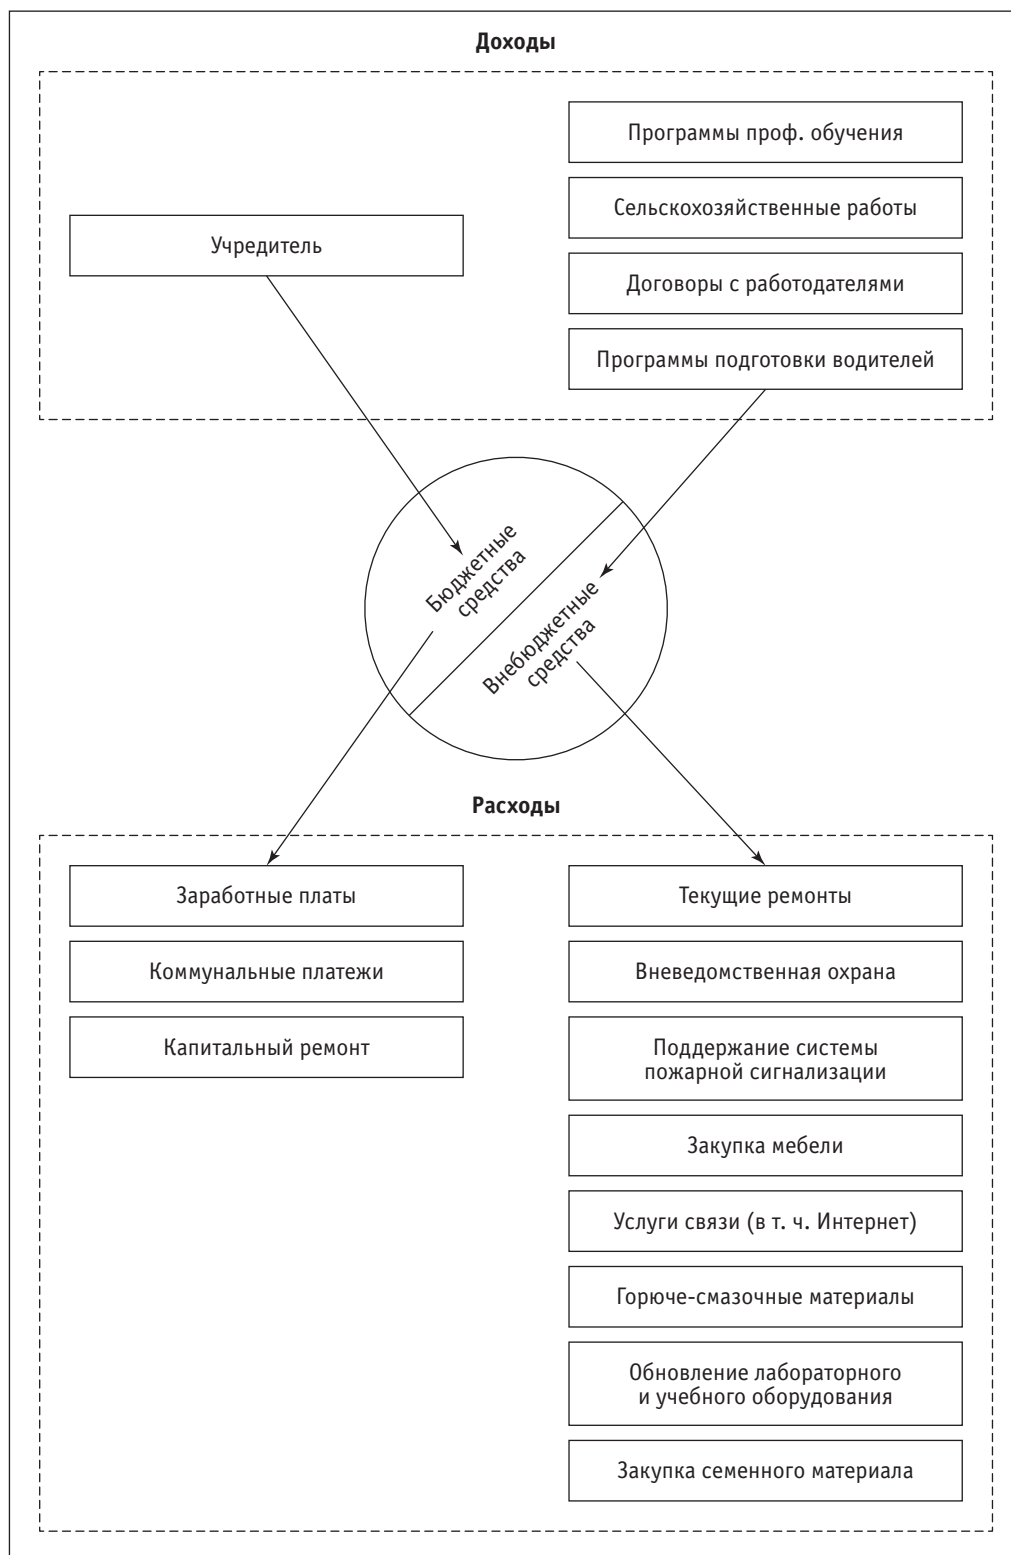 Доходы
Учредитель
Программы проф. обучения
Сельскохозяйственные работы
Договоры с работодателями
Программы подготовки водителей
Бюджетные
средства
Внебюджетные
средства
Расходы
Заработные платы
Коммунальные платежи
Капитальный ремонт
Текущие ремонты
Вневедомственная охрана
Поддержание системы
пожарной сигнализации
Закупка мебели
Услуги связи (в т. ч. Интернет)
Горюче-смазочные материалы
Обновление лабораторного
и учебного оборудования
Закупка семенного материала